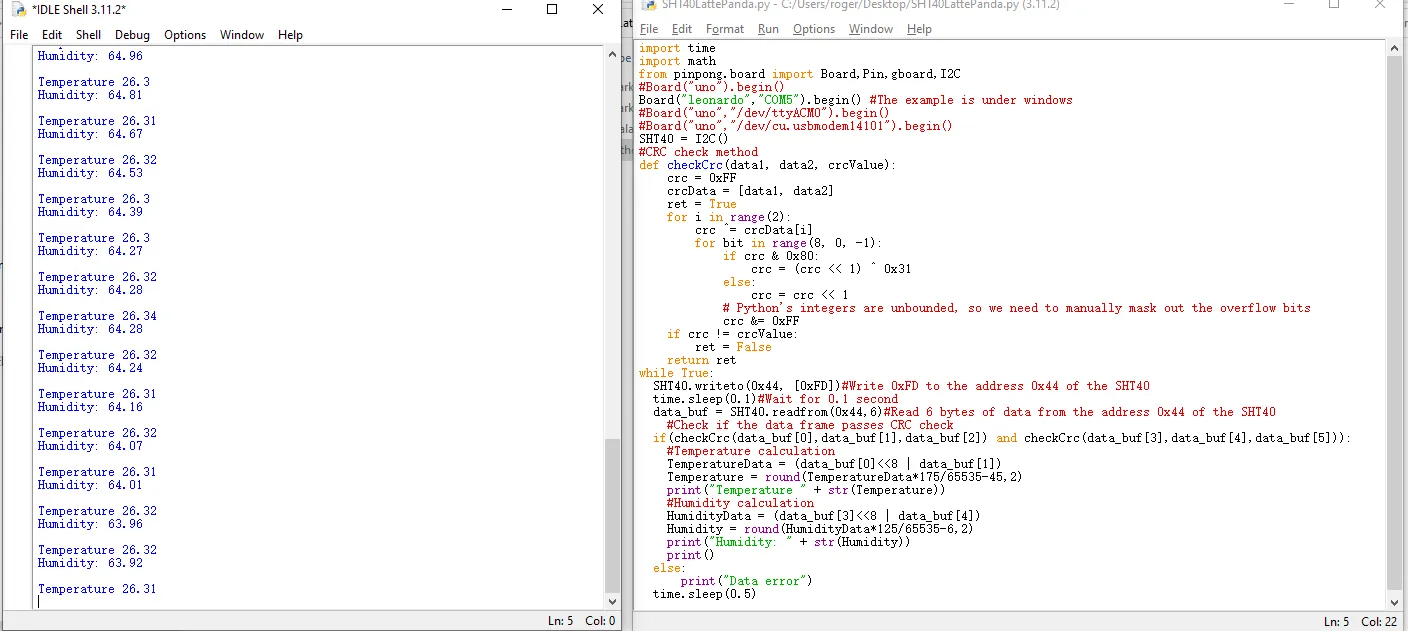 *IDLE Shell 3.11.2*
File Edit Shell Debug Options Window Help
Humidity: 64.96
Temperature 26.3
Humidity: 64.81
Temperature 26.31
Humidity: 64.67
Temperature 26.32
Humidity: 64.53
Temperature 26.3
Humidity: 64.39
Temperature 26.3
Humidity: 64.27
Temperature 26.32
Humidity: 64.28
Temperature 26.34
Humidity: 64.28
Temperature 26.32
Humidity: 64.24
Temperature 26.31
Humidity: 64.16
Temperature 26.32
Humidity: 64.07
Temperature 26.31
Humidity: 64.01
Temperature 26.32
Humidity: 63.96
Temperature 26.32
Humidity: 63.92
Temperature 26.31
Ln: 5 Col: 0
SHT40LattePanda.py - C:/Users/roger/Desktop/SHT40LattePanda.py (3.11.2)
File Edit Format Run Options Window Help
import time
import math
from pinpong.board import Board,Pin,gboard,I2C
#Board("uno").begin()
Board("leonardo","COM5").begin() #The example is under windows
#Board("uno","/dev/ttyACM0").begin()
#Board("uno","/dev/cu.usbmodem14101").begin()
SHT40 = I2C()
#CRC check method
def checkCrc(data1, data2, crcValue):
    crc = 0xFF
    crcData = [data1, data2]
    ret = True
    for i in range(2):
        crc ^= crcData[i]
        for bit in range(8, 0, -1):
            if crc & 0x80:
                crc = (crc << 1) ^ 0x31
            else:
                crc = crc << 1
            # Python's integers are unbounded, so we need to manually mask out the overflow bits
            crc &= 0xFF
    if crc != crcValue:
        ret = False
    return ret
while True:
  SHT40.writeto(0x44, [0xFD])#Write 0xFD to the address 0x44 of the SHT40
  time.sleep(0.1)#Wait for 0.1 second
  data_buf = SHT40.readfrom(0x44,6)#Read 6 bytes of data from the address 0x44 of the SHT40
    #Check if the data frame passes CRC check
  if(checkCrc(data_buf[0],data_buf[1],data_buf[2]) and checkCrc(data_buf[3],data_buf[4],data_buf[5])):
    #Temperature calculation
    TemperatureData = (data_buf[0]<<8 | data_buf[1])
    Temperature = round(TemperatureData*175/65535-45,2)
    print("Temperature " + str(Temperature))
    #Humidity calculation
    HumidityData = (data_buf[3]<<8 | data_buf[4])
    Humidity = round(HumidityData*125/65535-6,2)
    print("Humidity: " + str(Humidity))
    print()
  else:
      print("Data error")
  time.sleep(0.5)
Ln: 5 Col: 22